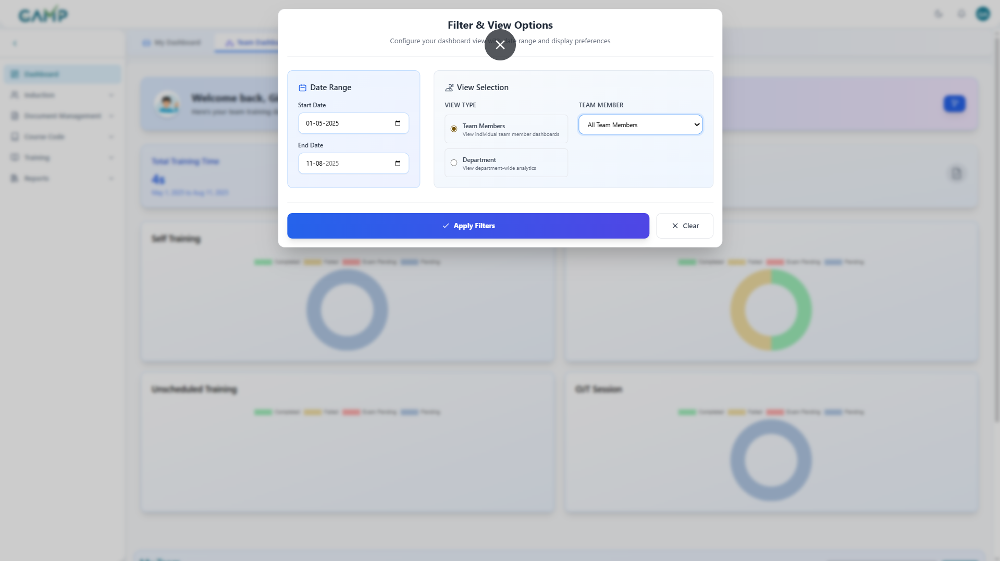 CAMP
My Dashboard
Team Dashb
Dashboard
Induction
Document Management
Course Code
Training
Reports
Filter & View Options
Configure your dashboard view with date range and display preferences
Date Range
Start Date
01-05-2025
End Date
11-08-2025
View Selection
VIEW TYPE
Team Members
View individual team member dashboards
Department
View department-wide analytics
TEAM MEMBER
All Team Members
Apply Filters
Clear
Welcome back,
Here's your team training
Total Training Time
4s
May 1, 2025 to Aug 11, 2025
Self Training
Completed Failed Exam Pending Pending
Completed Failed Exam Pending Pending
Unscheduled Training
Completed Failed Exam Pending Pending
OJT Session
Completed Failed Exam Pending Pending